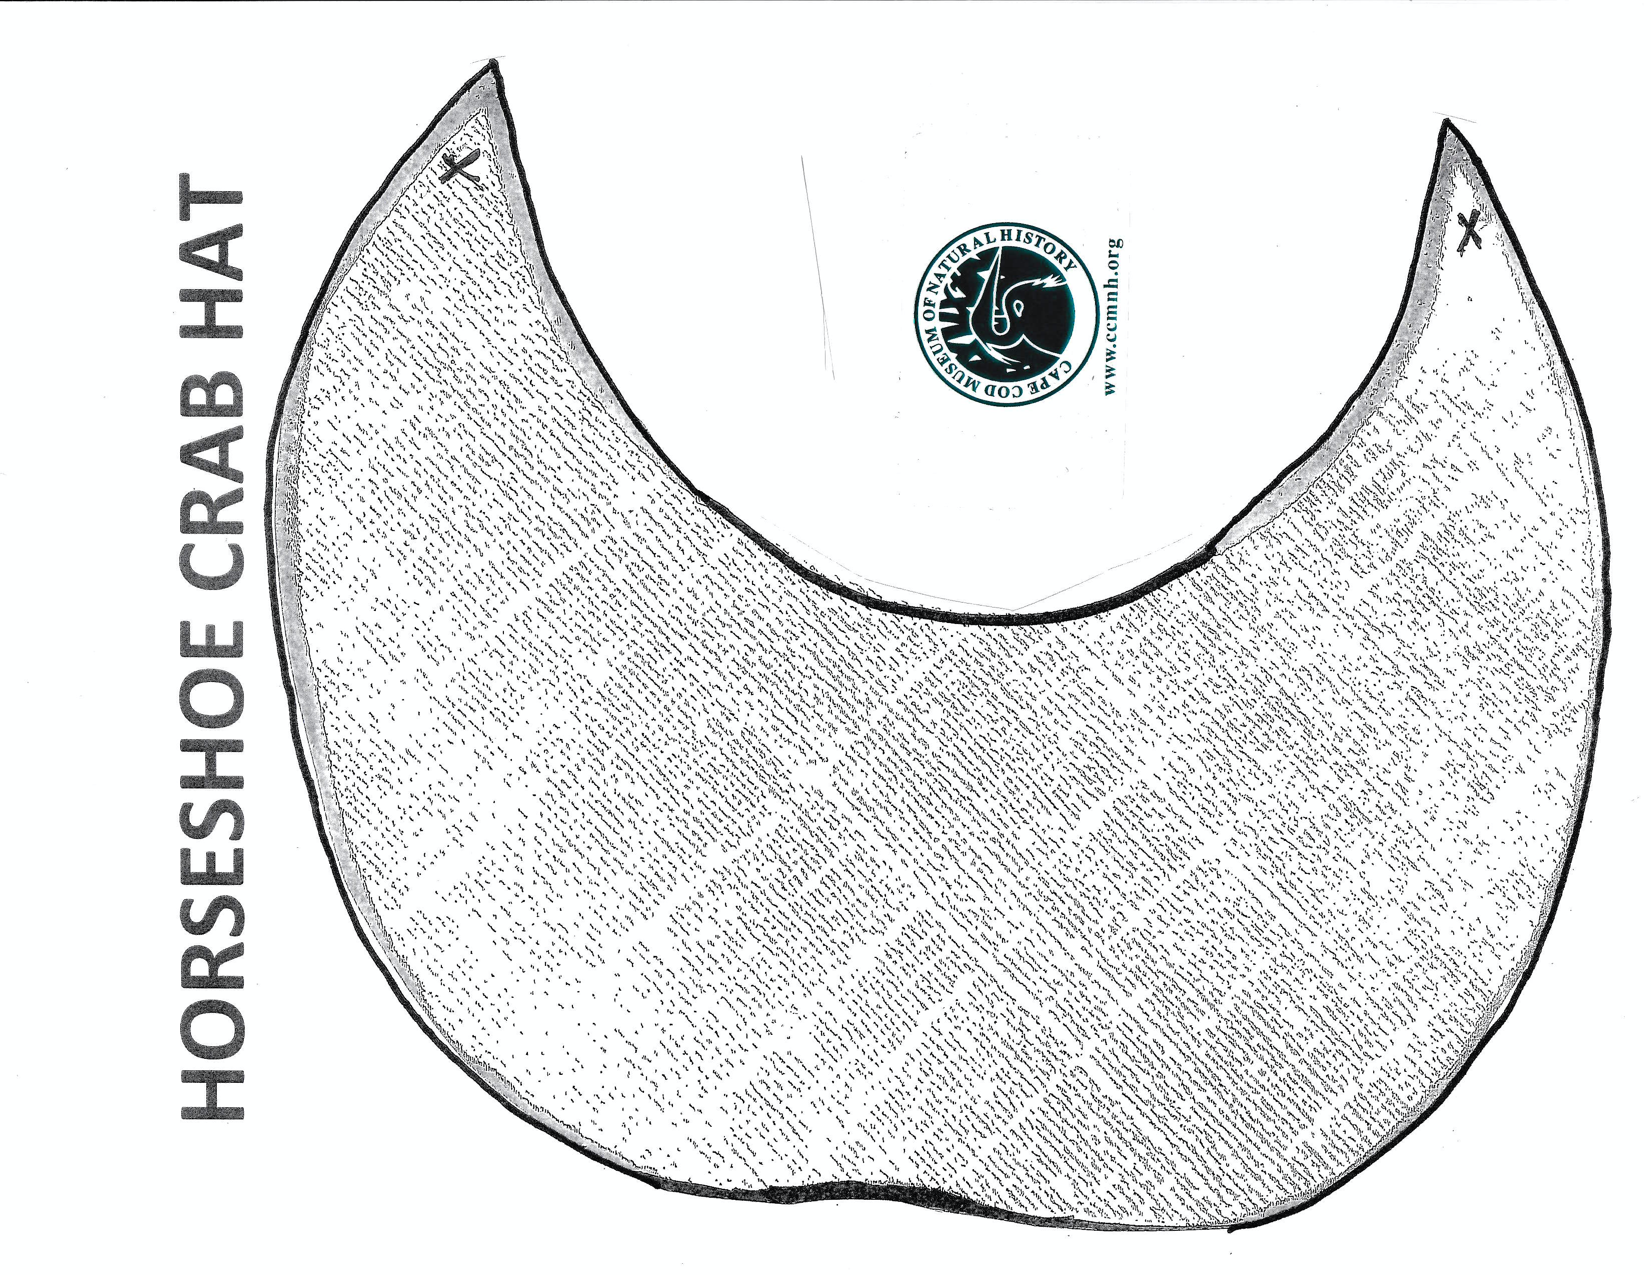 HORSESHOE CRAB HAT
CAPE COD MUSEUM OF NATURAL HISTORY
www.ccmnh.org
X
X